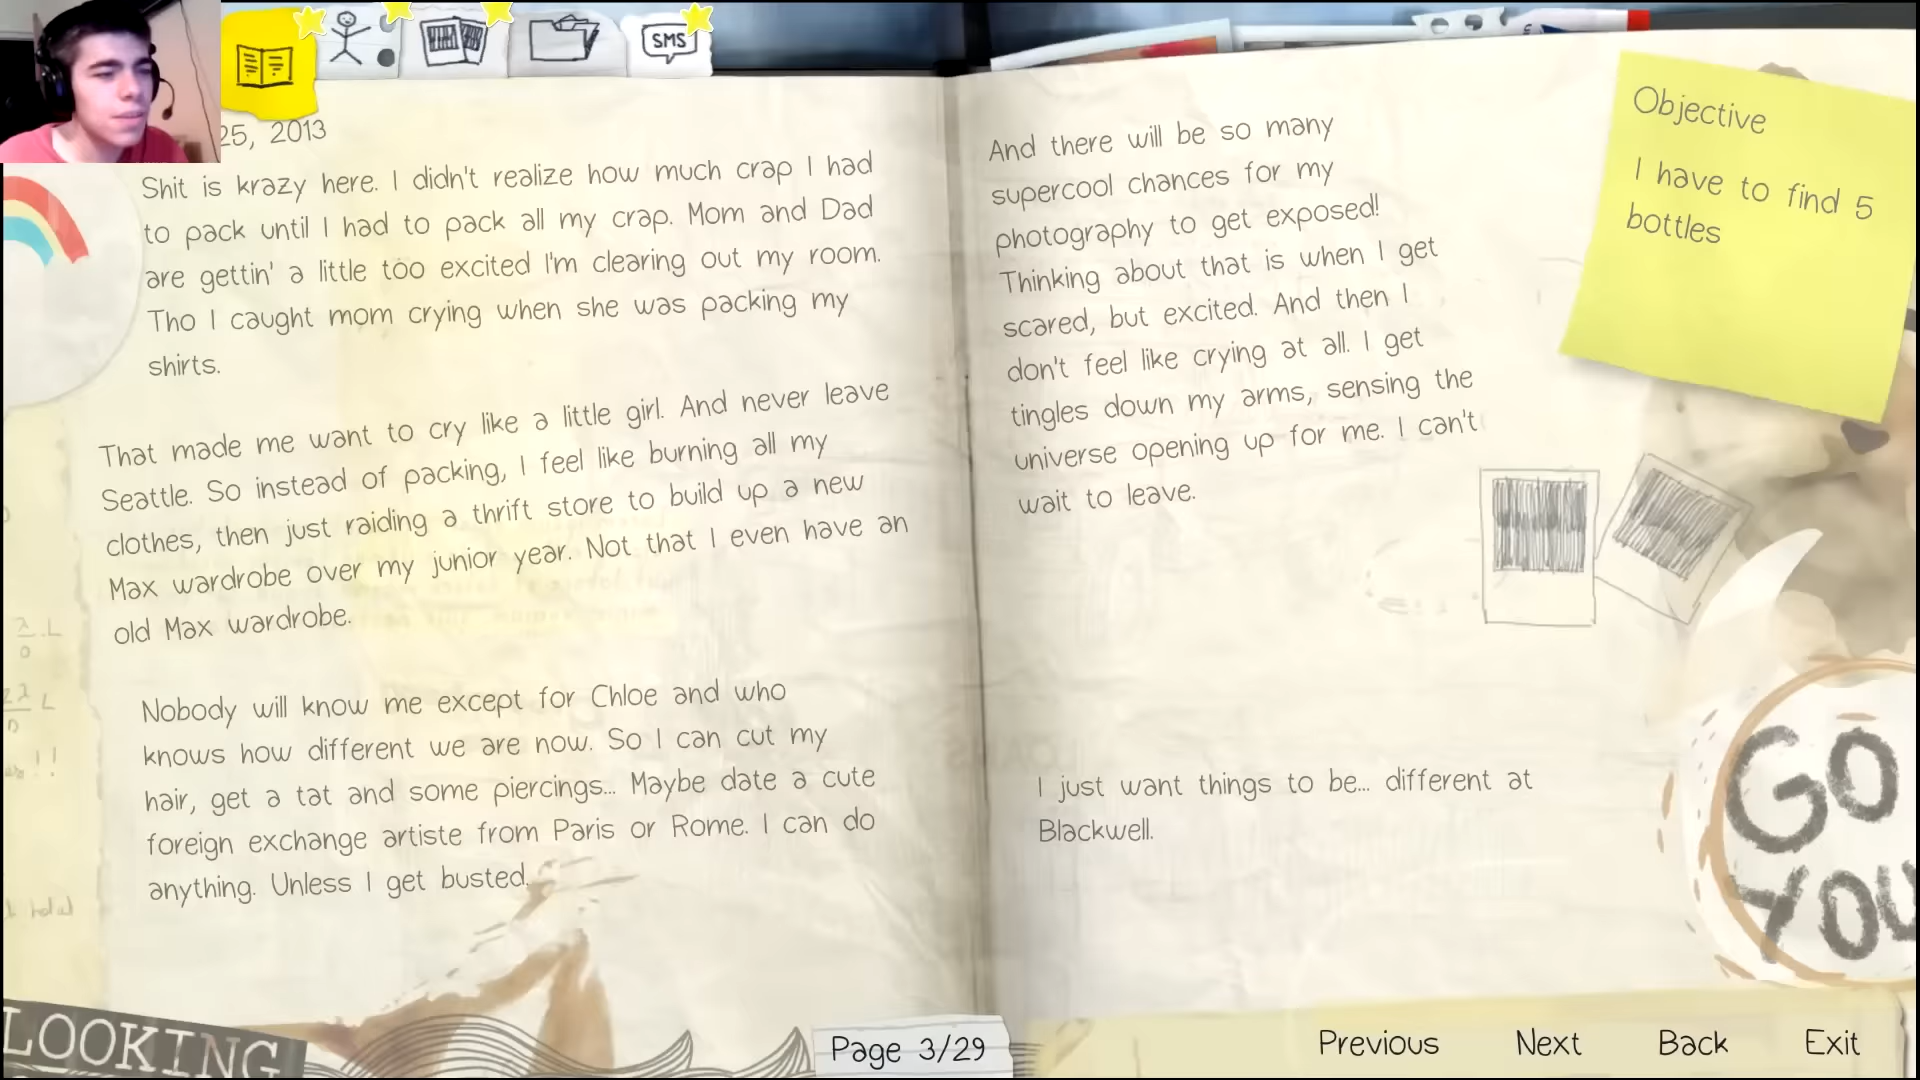 SMS
25, 2013
Shit is krazy here. I didn't realize how much crap I had
to pack until I had to pack all my crap. Mom and Dad
are gettin' a little too excited I'm clearing out my room.
Tho I caught mom crying when she was packing my
shirts.
That made me want to cry like a little girl. And never leave
Seattle. So instead of packing, I feel like burning all my
clothes, then just raiding a thrift store to build up a new
Max wardrobe over my junior year. Not that I even have an
old Max wardrobe.
Nobody will know me except for Chloe and who
knows how different we are now. So I can cut my
hair, get a tat and some piercings... Maybe date a cute
foreign exchange artiste from Paris or Rome. I can do
anything. Unless I get busted.
And there will be so many
supercool chances for my
photography to get exposed!
Thinking about that is when I get
scared, but excited. And then I
don't feel like crying at all. I get
tingles down my arms, sensing the
universe opening up for me. I can't
wait to leave.
I just want things to be... different at
Blackwell.
Objective
I have to find 5
bottles
GO
YOU
LOOKING
Page 3/29
Previous
Next
Back
Exit